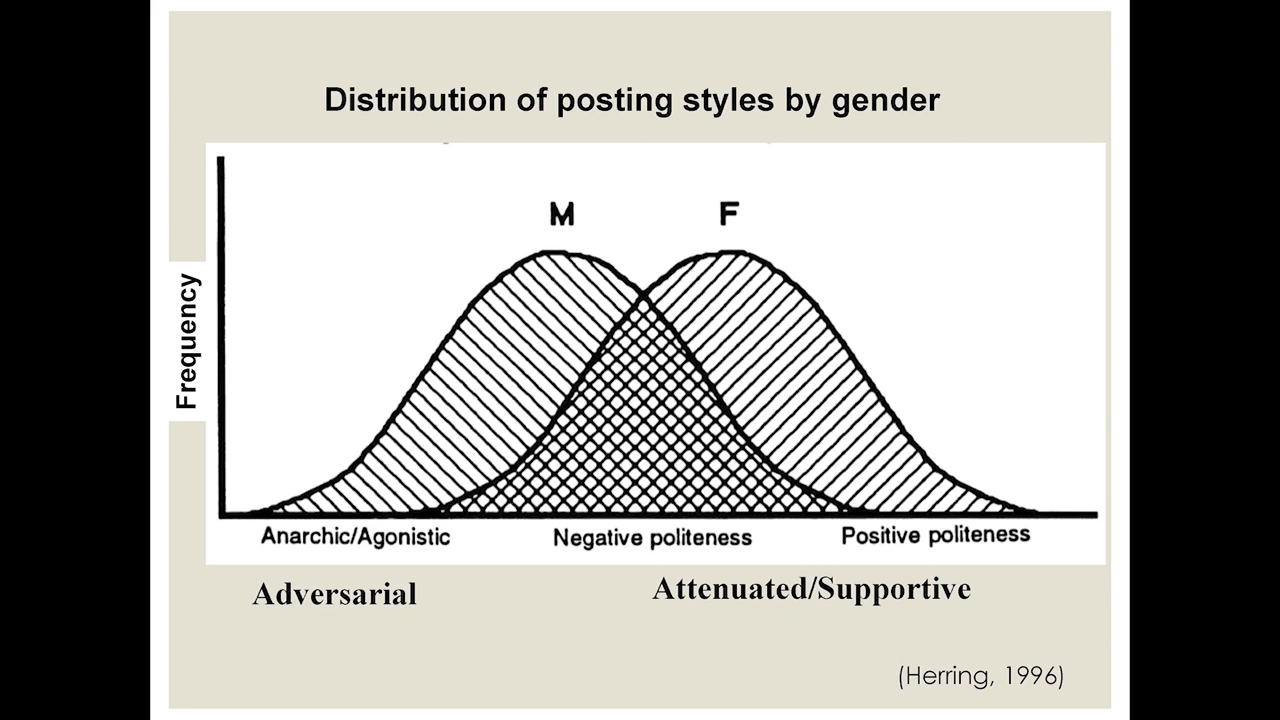 Distribution of posting styles by gender
M F
Frequency
Anarchic/Agonistic Negative politeness Positive politeness
Adversarial Attenuated/Supportive
(Herring, 1996)